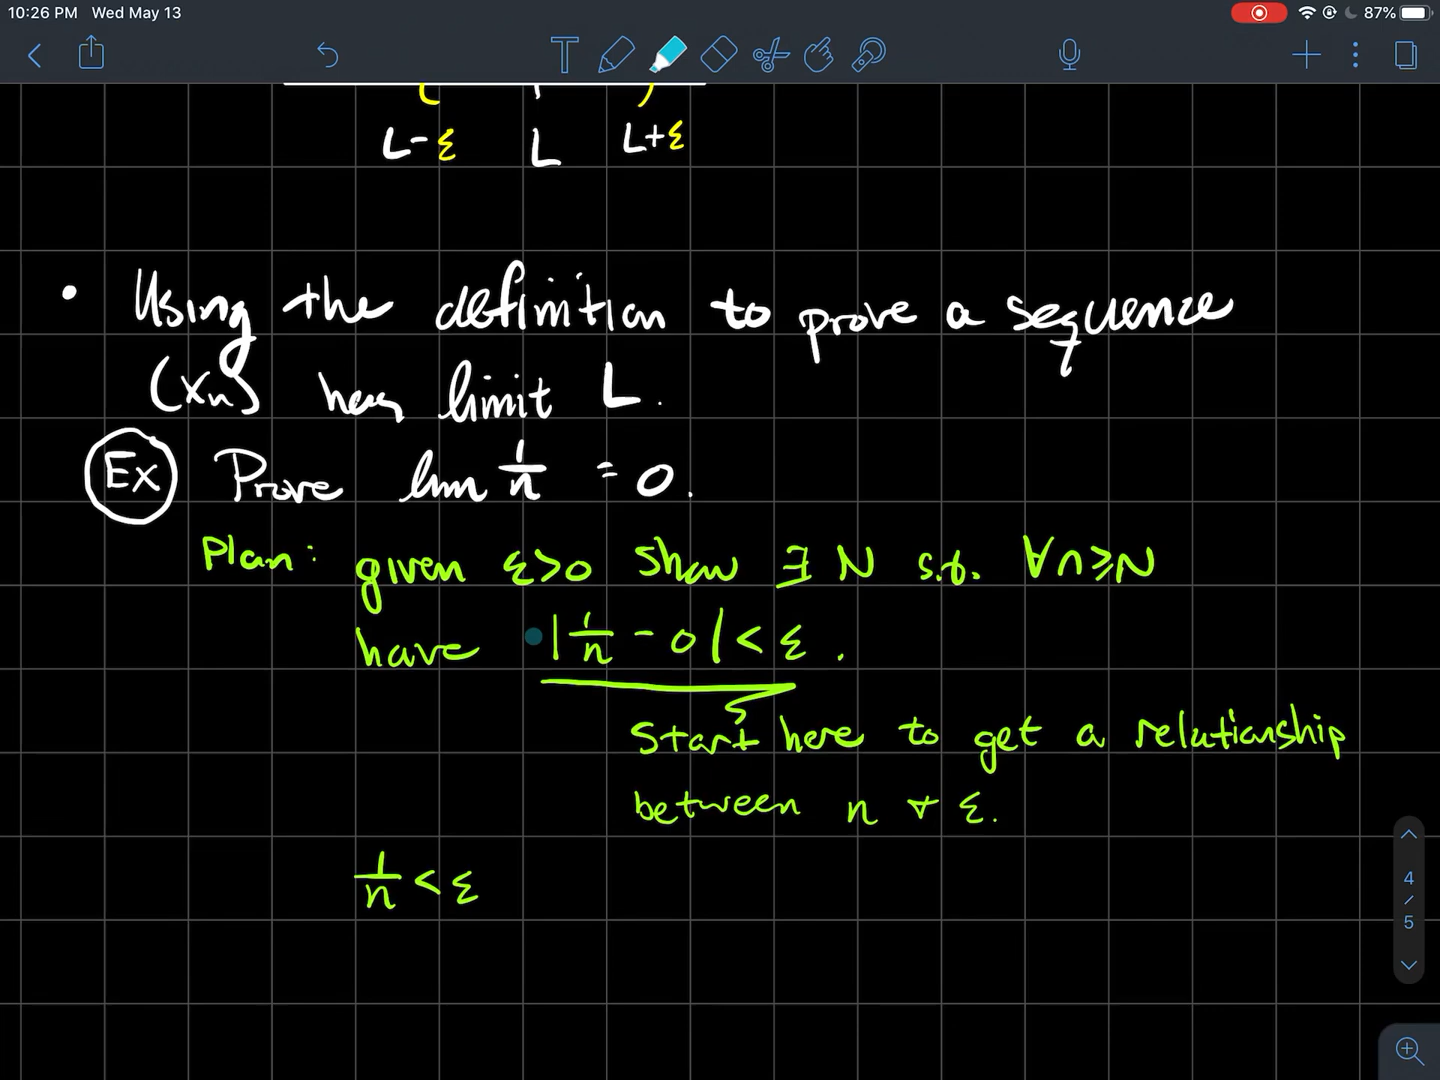 10:26 PM Wed May 13
87%
T
L-ε L L+ε
• Using the definition to prove a sequence
(xn) has limit L.
Ex Prove lim 1/n = 0.
Plan: given ε>0 show ∃ N s.t. ∀n≥N
have |1/n - 0| < ε.
Start here to get a relationship
between n + ε.
1/n < ε
4
/
5